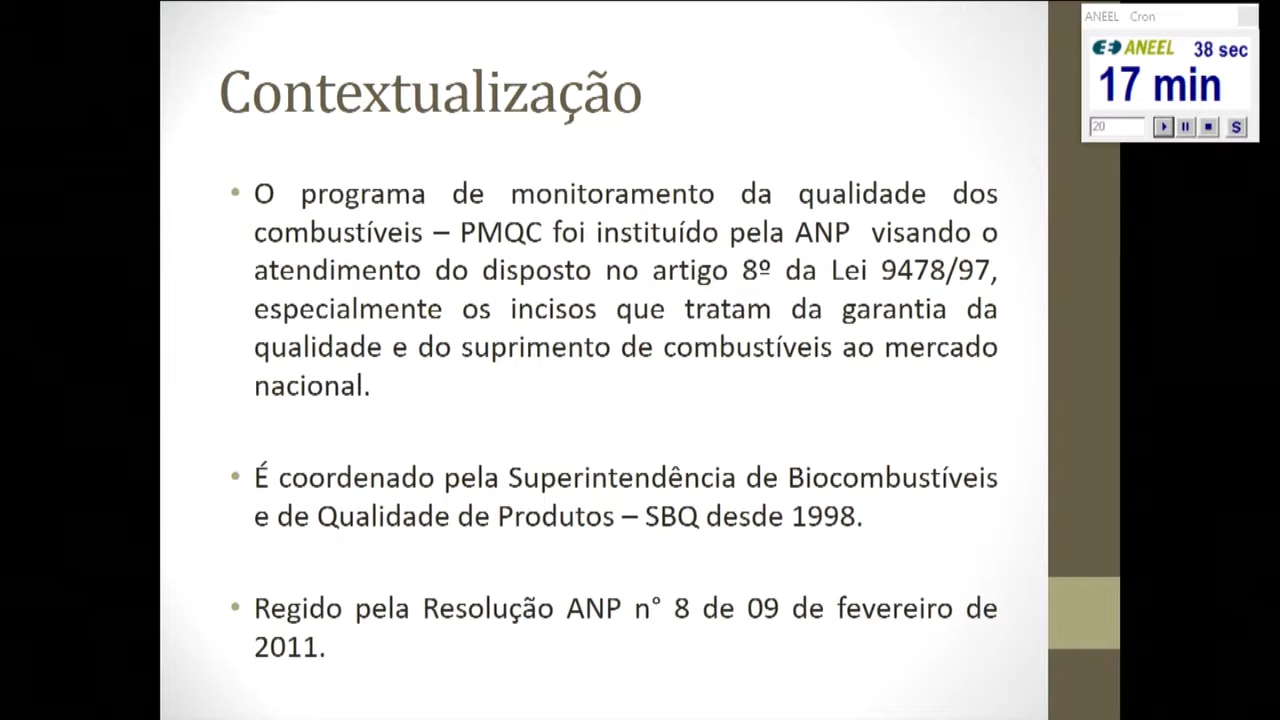 Contextualização
• O programa de monitoramento da qualidade dos
combustíveis – PMQC foi instituído pela ANP visando o
atendimento do disposto no artigo 8º da Lei 9478/97,
especialmente os incisos que tratam da garantia da
qualidade e do suprimento de combustíveis ao mercado
nacional.
• É coordenado pela Superintendência de Biocombustíveis
e de Qualidade de Produtos – SBQ desde 1998.
• Regido pela Resolução ANP n° 8 de 09 de fevereiro de
2011.
ANEEL Cron
ANEEL 38 sec
17 min
20 S